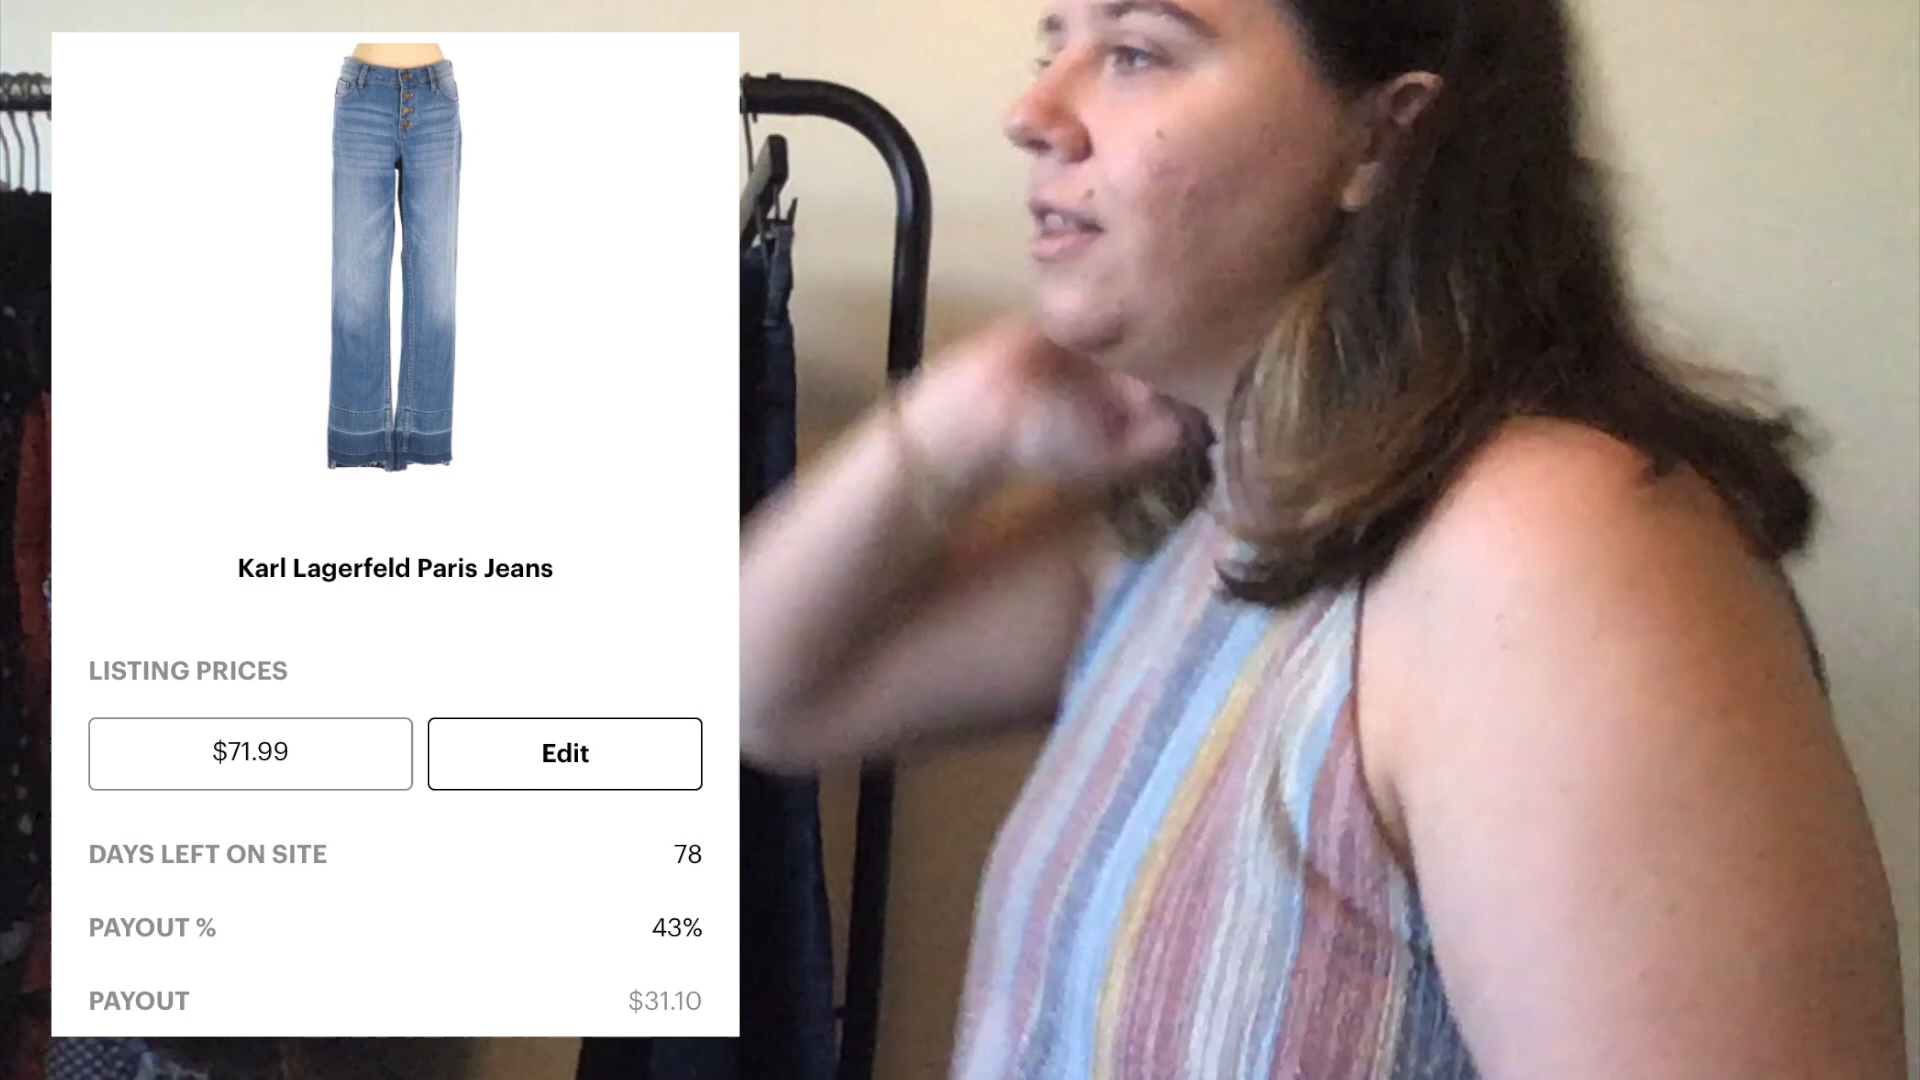 Karl Lagerfeld Paris Jeans
LISTING PRICES
$71.99 Edit
DAYS LEFT ON SITE 78
PAYOUT % 43%
PAYOUT $31.10